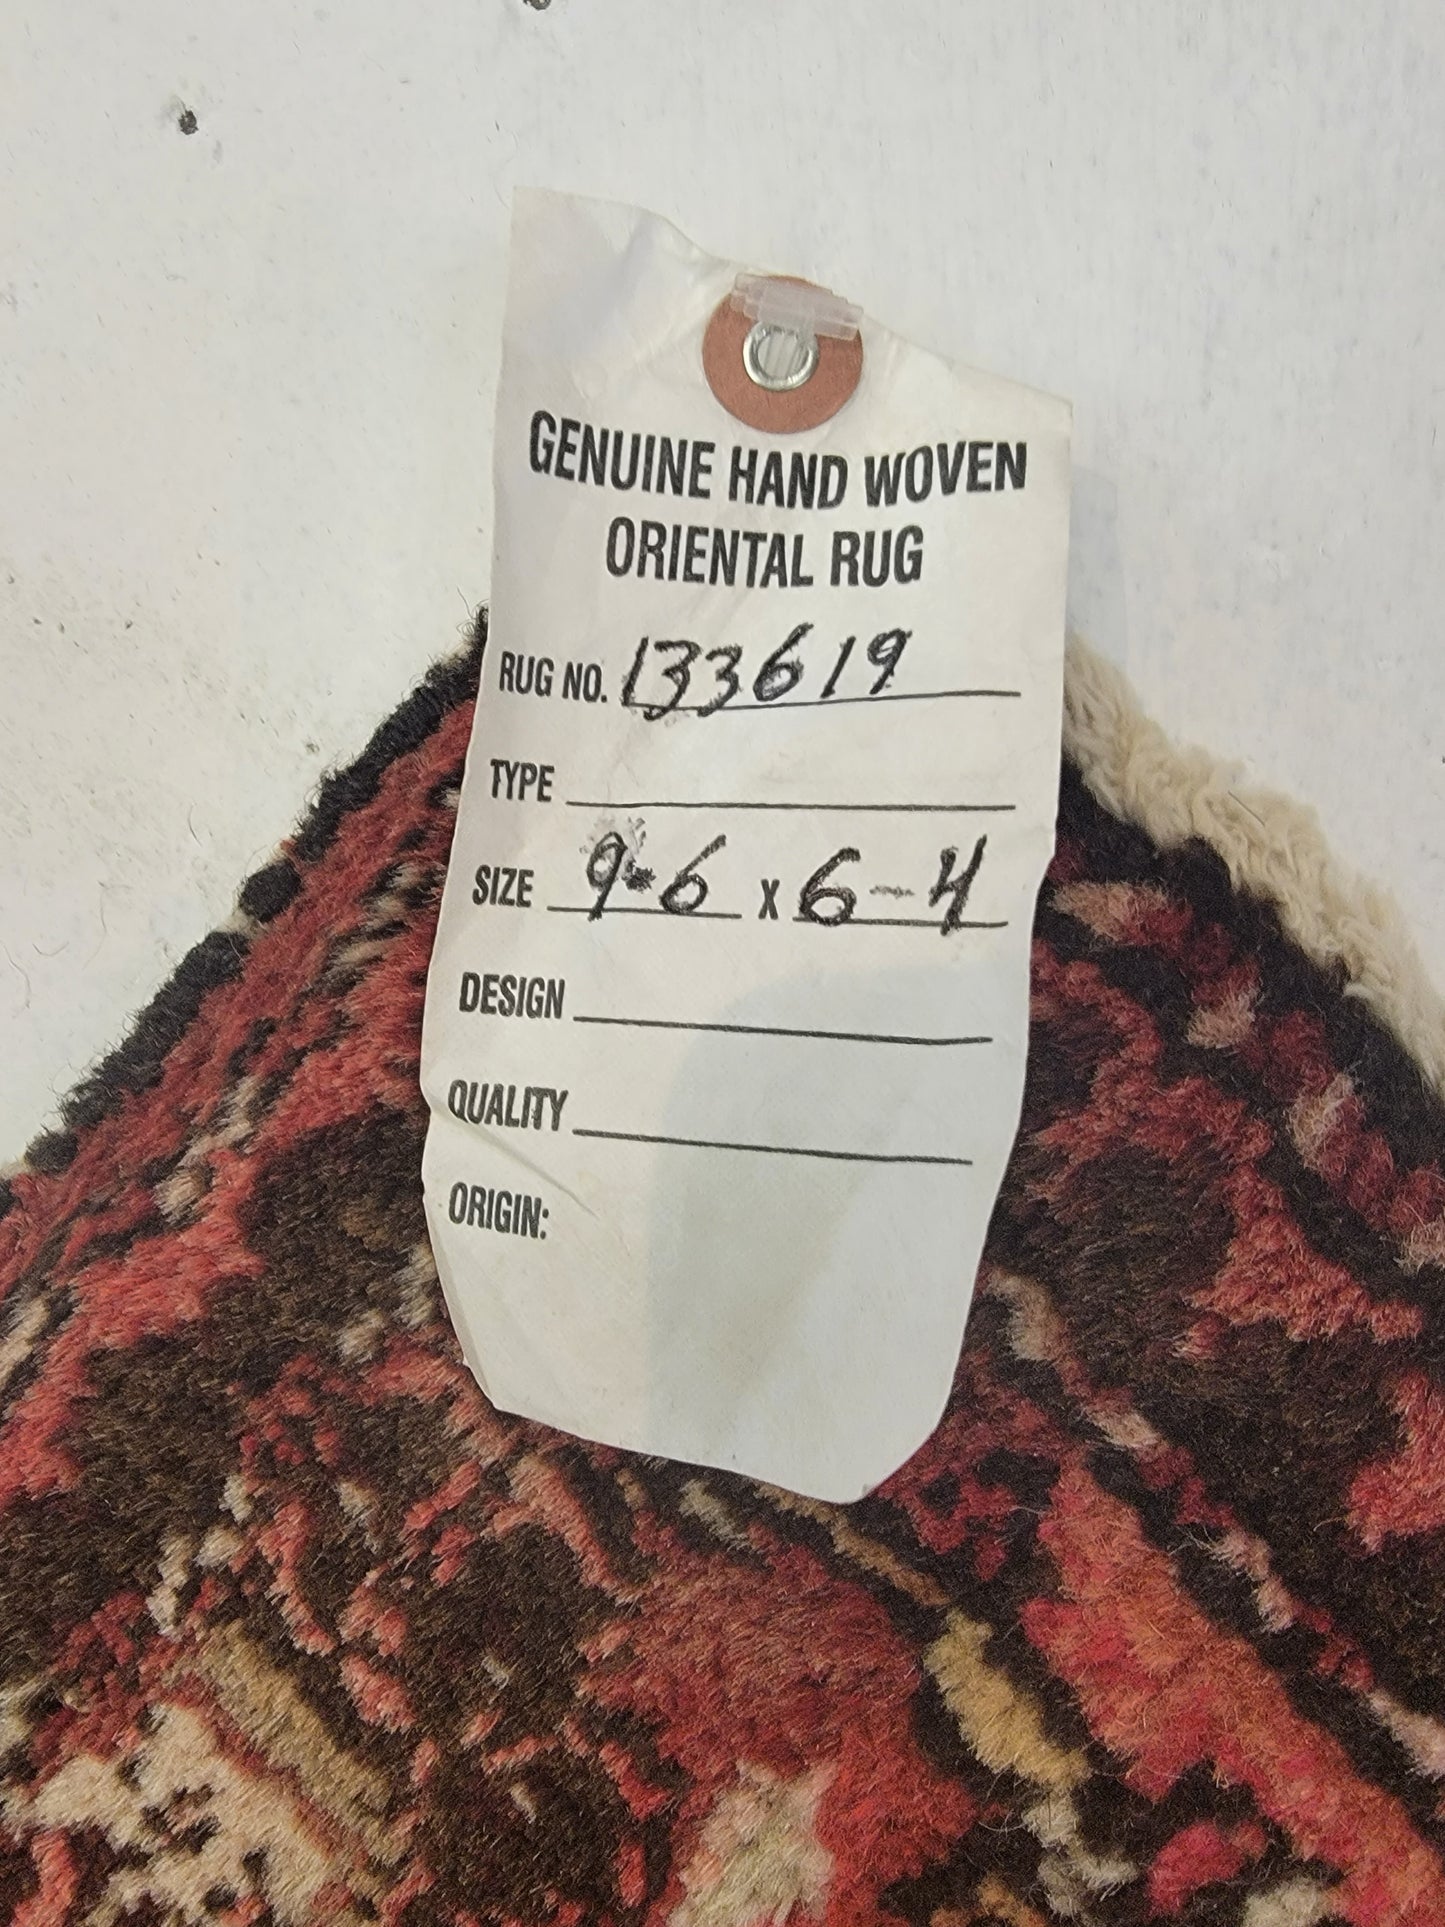 GENUINE HAND WOVEN
ORIENTAL RUG
RUG NO. 133619
TYPE
SIZE 9-6 x 6-4
DESIGN
QUALITY
ORIGIN: